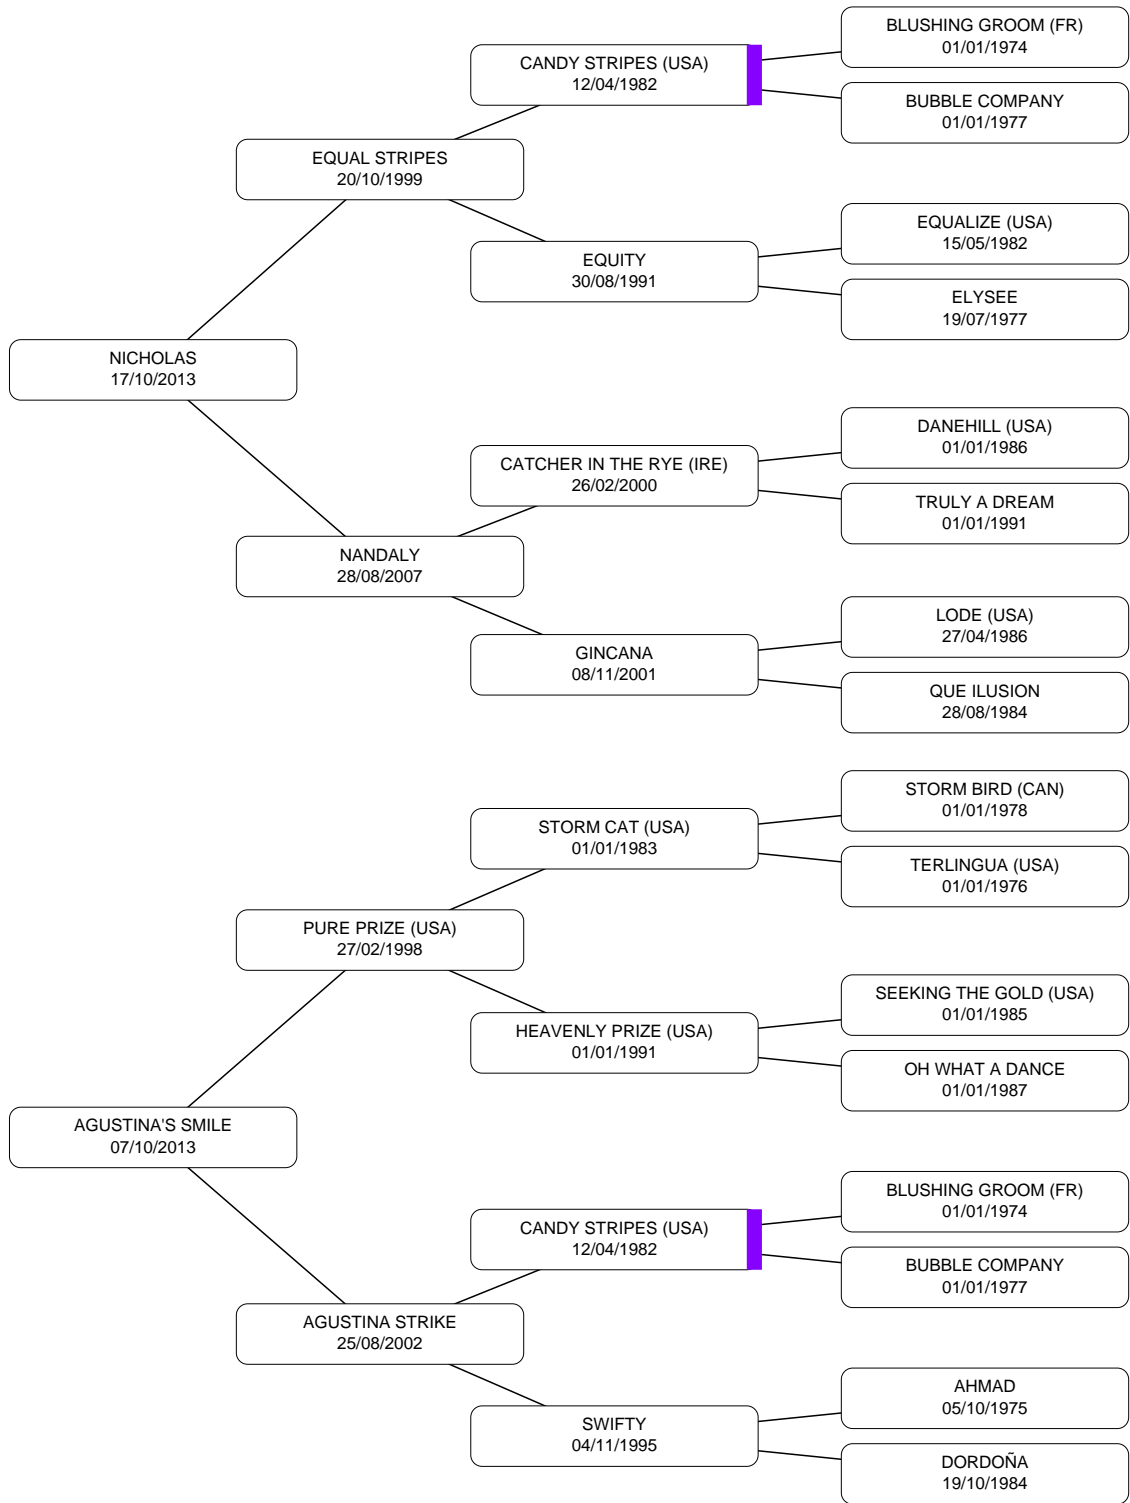 BLUSHING GROOM (FR)
01/01/1974
CANDY STRIPES (USA)
12/04/1982
BUBBLE COMPANY
01/01/1977
EQUAL STRIPES
20/10/1999
EQUALIZE (USA)
15/05/1982
EQUITY
30/08/1991
ELYSEE
19/07/1977
NICHOLAS
17/10/2013
DANEHILL (USA)
01/01/1986
CATCHER IN THE RYE (IRE)
26/02/2000
TRULY A DREAM
01/01/1991
NANDALY
28/08/2007
LODE (USA)
27/04/1986
GINCANA
08/11/2001
QUE ILUSION
28/08/1984
STORM BIRD (CAN)
01/01/1978
STORM CAT (USA)
01/01/1983
TERLINGUA (USA)
01/01/1976
PURE PRIZE (USA)
27/02/1998
SEEKING THE GOLD (USA)
01/01/1985
HEAVENLY PRIZE (USA)
01/01/1991
OH WHAT A DANCE
01/01/1987
AGUSTINA'S SMILE
07/10/2013
BLUSHING GROOM (FR)
01/01/1974
CANDY STRIPES (USA)
12/04/1982
BUBBLE COMPANY
01/01/1977
AGUSTINA STRIKE
25/08/2002
AHMAD
05/10/1975
SWIFTY
04/11/1995
DORDOÑA
19/10/1984